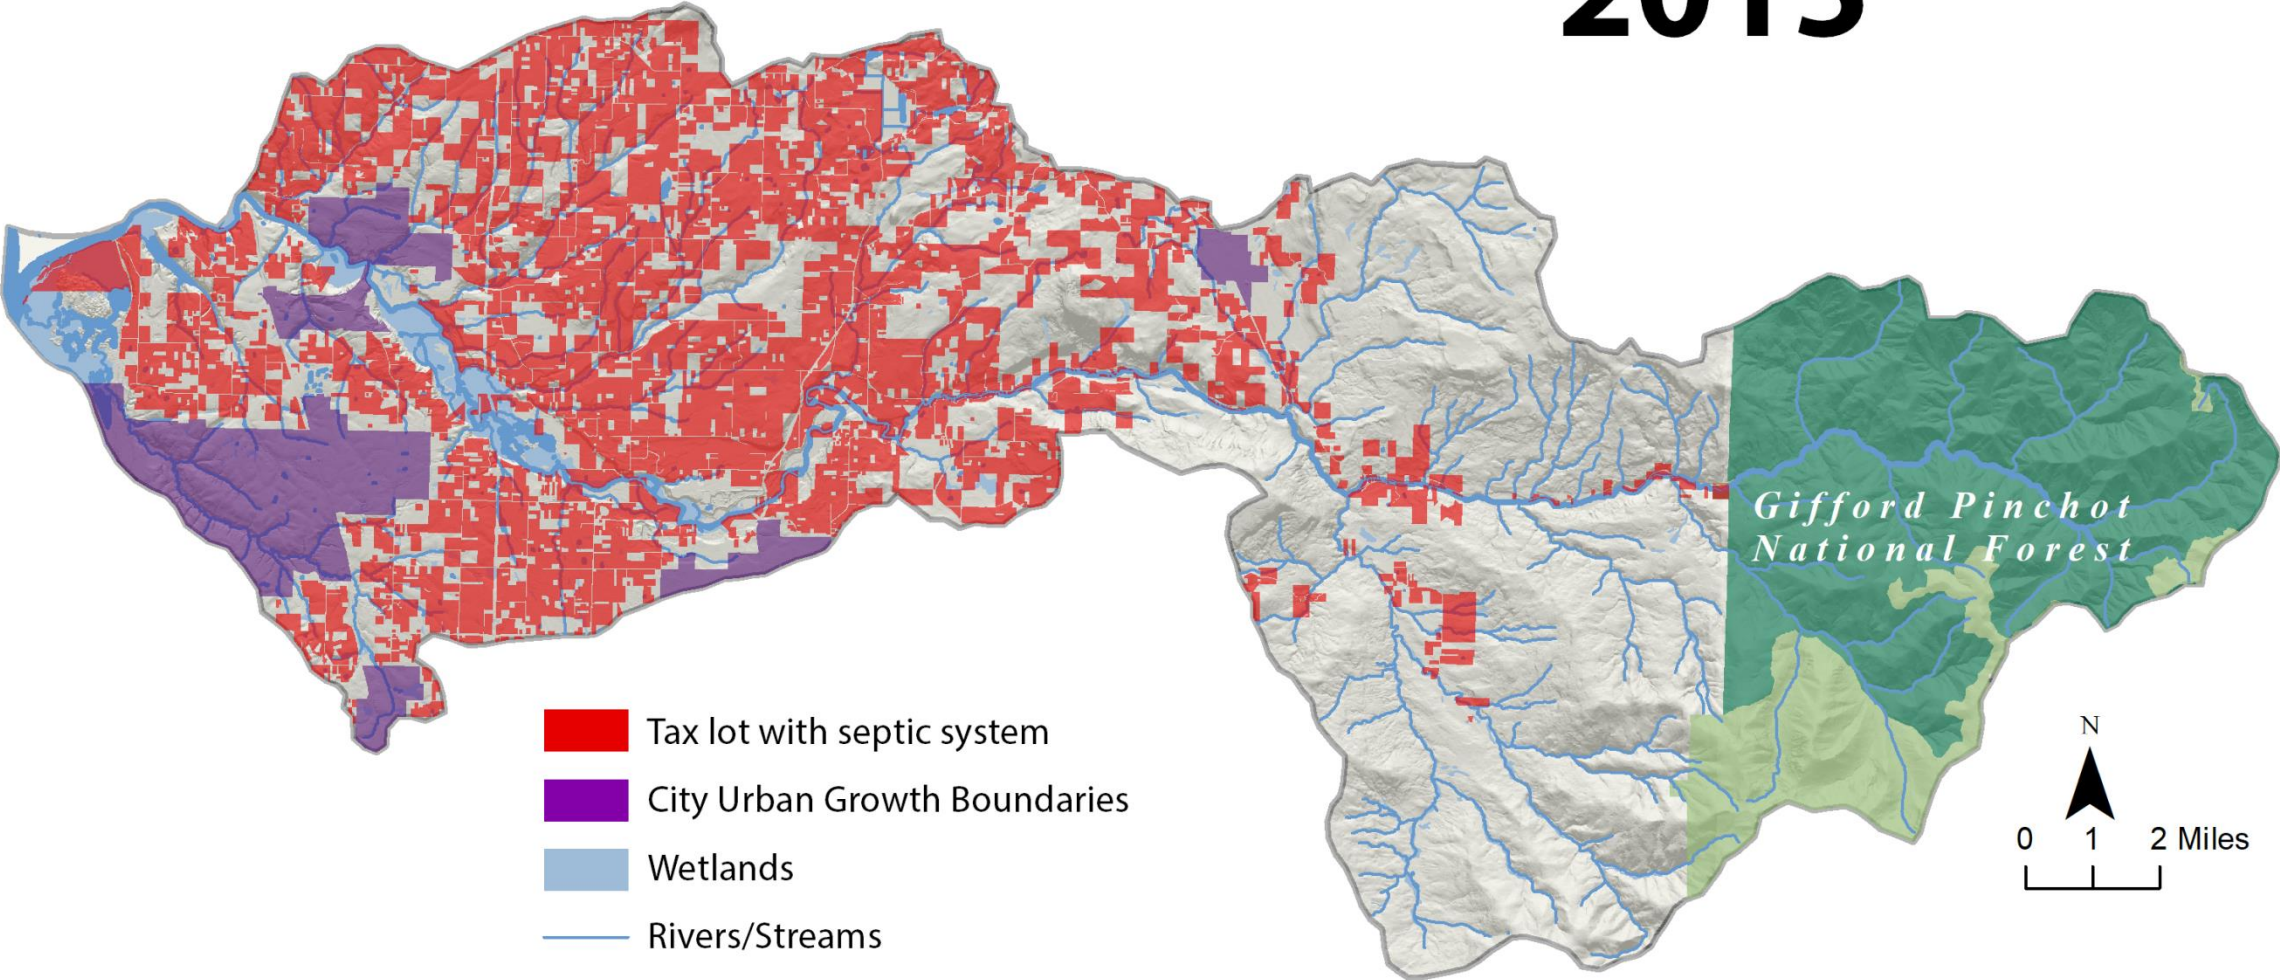 Gifford Pinchot
National Forest
Tax lot with septic system
City Urban Growth Boundaries
Wetlands
Rivers/Streams
N
0 1 2 Miles